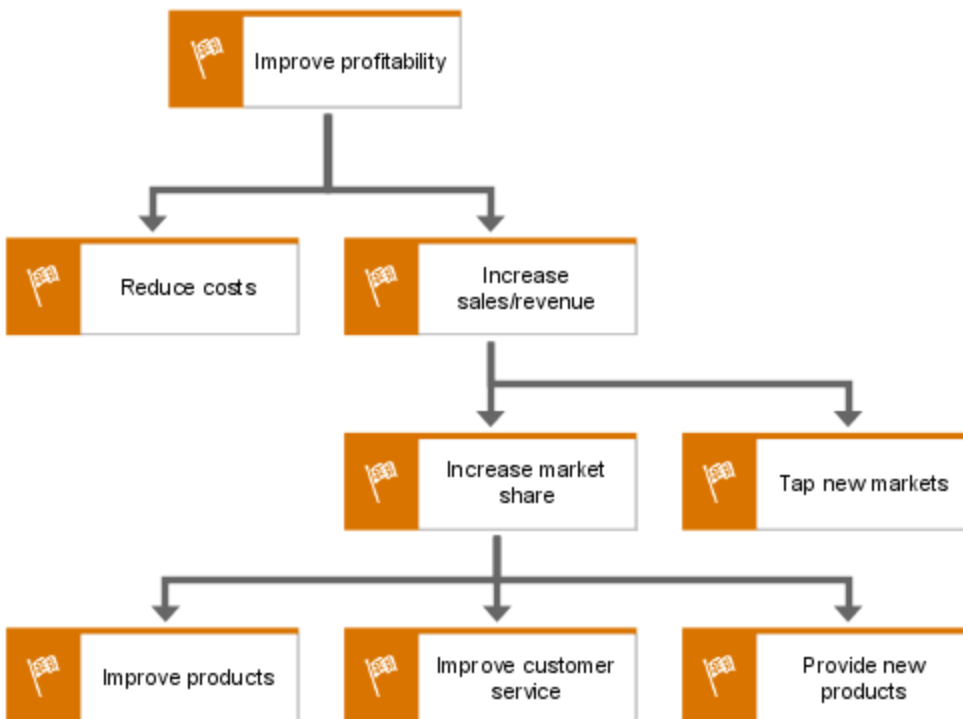 Improve profitability
Reduce costs
Increase
sales/revenue
Increase market
share
Tap new markets
Improve products
Improve customer
service
Provide new
products